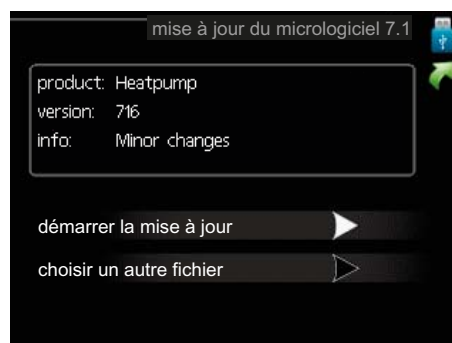 mise à jour du micrologiciel 7.1
product: Heatpump
version: 716
info: Minor changes
démarrer la mise à jour
choisir un autre fichier